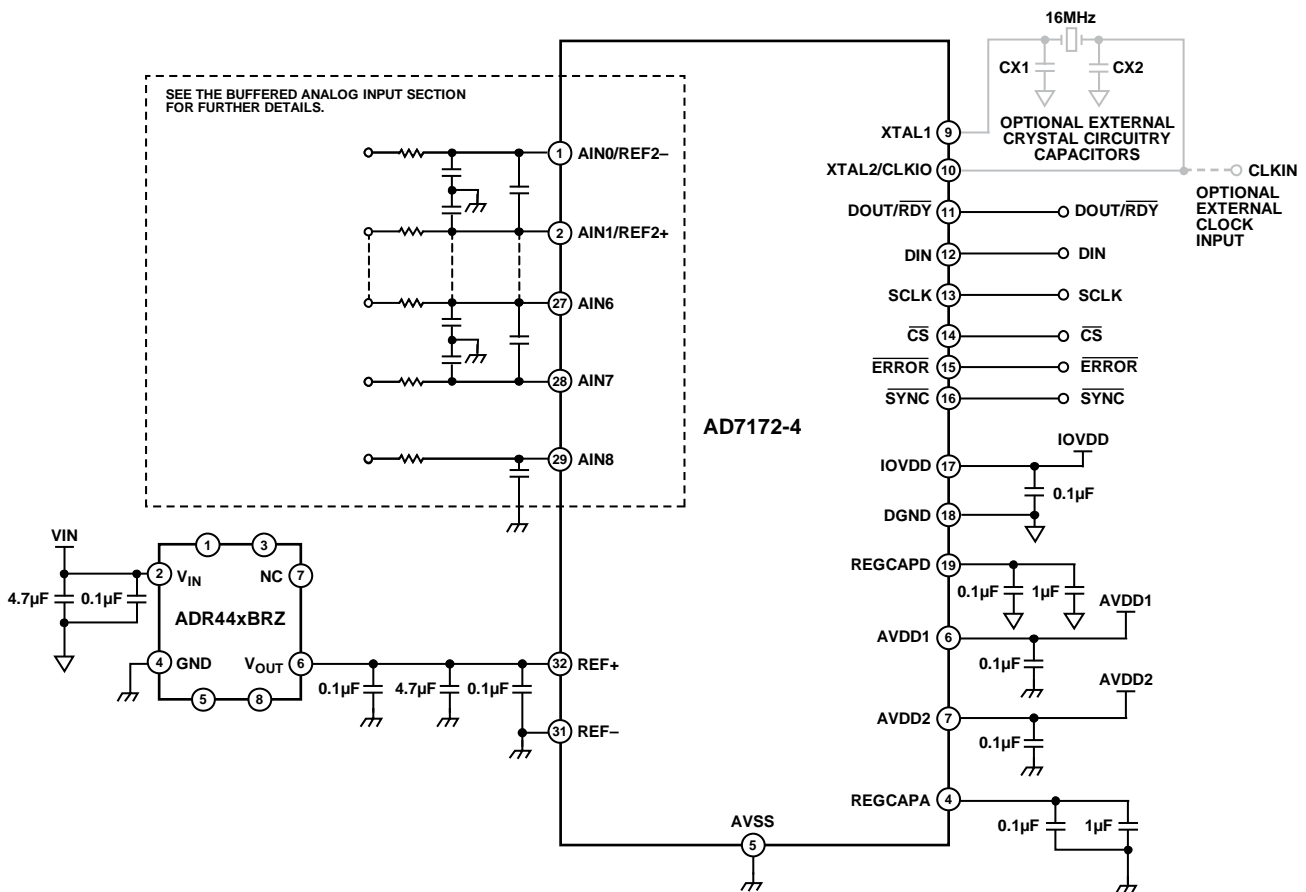 16MHz
CX1
CX2
OPTIONAL EXTERNAL
CRYSTAL CIRCUITRY
CAPACITORS
SEE THE BUFFERED ANALOG INPUT SECTION
FOR FURTHER DETAILS.
1 AIN0/REF2–
2 AIN1/REF2+
27 AIN6
28 AIN7
29 AIN8
AD7172-4
XTAL1 9
XTAL2/CLKIO 10
CLKIN
OPTIONAL
EXTERNAL
CLOCK
INPUT
DOUT/RDY 11 DOUT/RDY
DIN 12 DIN
SCLK 13 SCLK
CS 14 CS
ERROR 15 ERROR
SYNC 16 SYNC
IOVDD
IOVDD 17
0.1µF
DGND 18
REGCAPD 19
0.1µF 1µF
AVDD1
AVDD1 6
0.1µF
AVDD2
AVDD2 7
0.1µF
REGCAPA 4
0.1µF 1µF
VIN
4.7µF 0.1µF
1 3
2 VIN
NC 7
ADR44xBRZ
4 GND
VOUT 6
5 8
0.1µF 4.7µF 0.1µF
32 REF+
31 REF–
AVSS
5